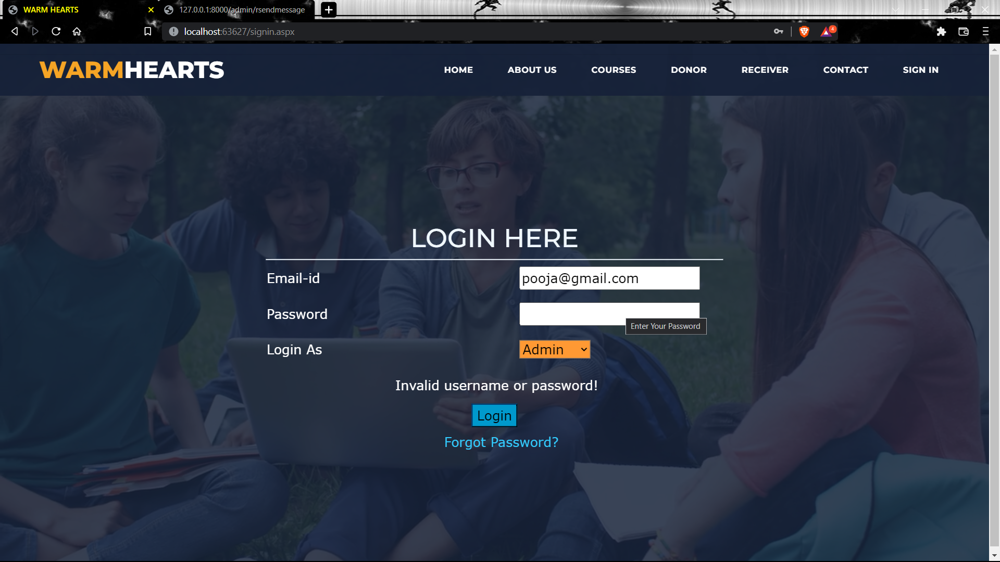 WARM HEARTS
127.0.0.1:8000/admin/rsendmessage
localhost:63627/signin.aspx
4
WARMHEARTS
HOME ABOUT US COURSES DONOR RECEIVER CONTACT SIGN IN
LOGIN HERE
Email-id pooja@gmail.com
Password
Enter Your Password
Login As Admin
Invalid username or password!
Login
Forgot Password?